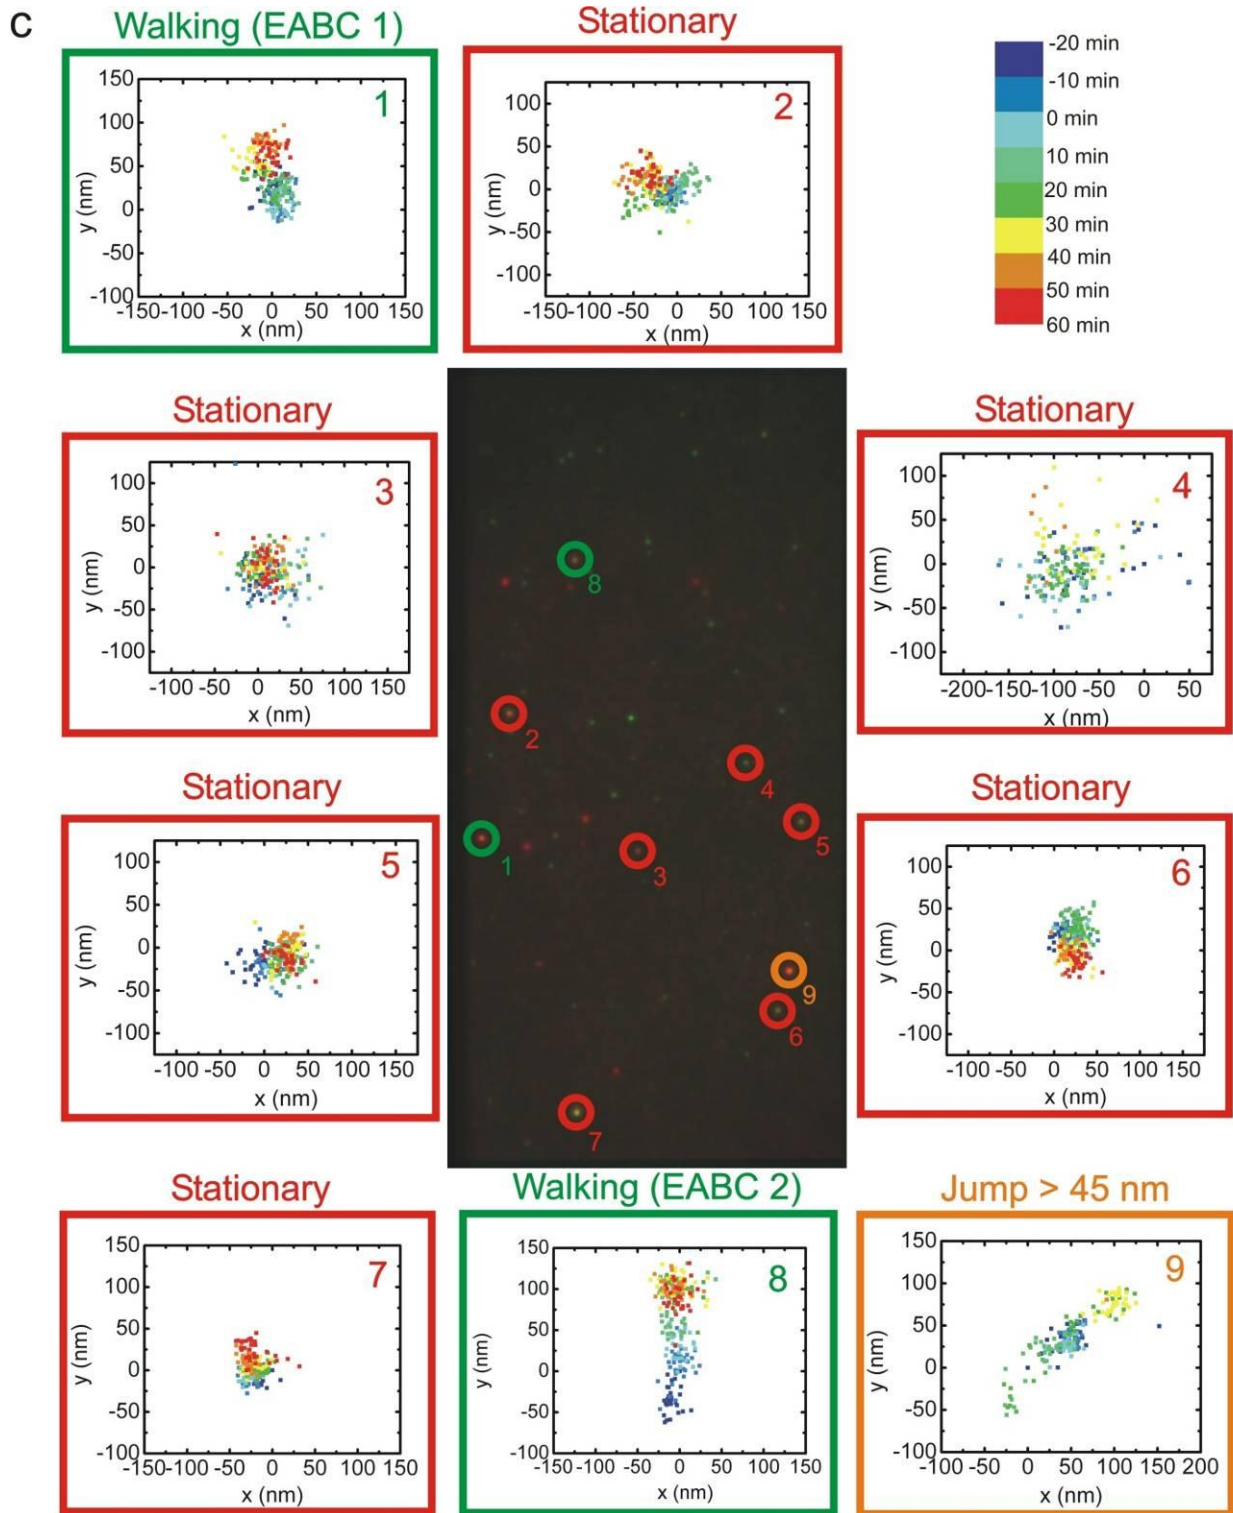 C
Walking (EABC 1)
Stationary
1
150
100
50
0
-50
-100
-150 -100 -50 0 50 100 150
y (nm)
x (nm)
2
100
50
0
-50
-100
-150 -100 -50 0 50 100 150
y (nm)
x (nm)
-20 min
-10 min
0 min
10 min
20 min
30 min
40 min
50 min
60 min
Stationary
3
100
50
0
-50
-100
-100 -50 0 50 100 150
y (nm)
x (nm)
8
2
4
5
1
3
9
6
7
Stationary
4
100
50
0
-50
-100
-200 -150 -100 -50 0 50
y (nm)
x (nm)
Stationary
5
100
50
0
-50
-100
-100 -50 0 50 100 150
y (nm)
x (nm)
Stationary
6
100
50
0
-50
-100
-100 -50 0 50 100 150
y (nm)
x (nm)
Stationary
7
150
100
50
0
-50
-100
-150 -100 -50 0 50 100 150
y (nm)
x (nm)
Walking (EABC 2)
8
150
100
50
0
-50
-100
-150 -100 -50 0 50 100 150
y (nm)
x (nm)
Jump > 45 nm
9
150
100
50
0
-50
-100
-100 -50 0 50 100 150 200
y (nm)
x (nm)